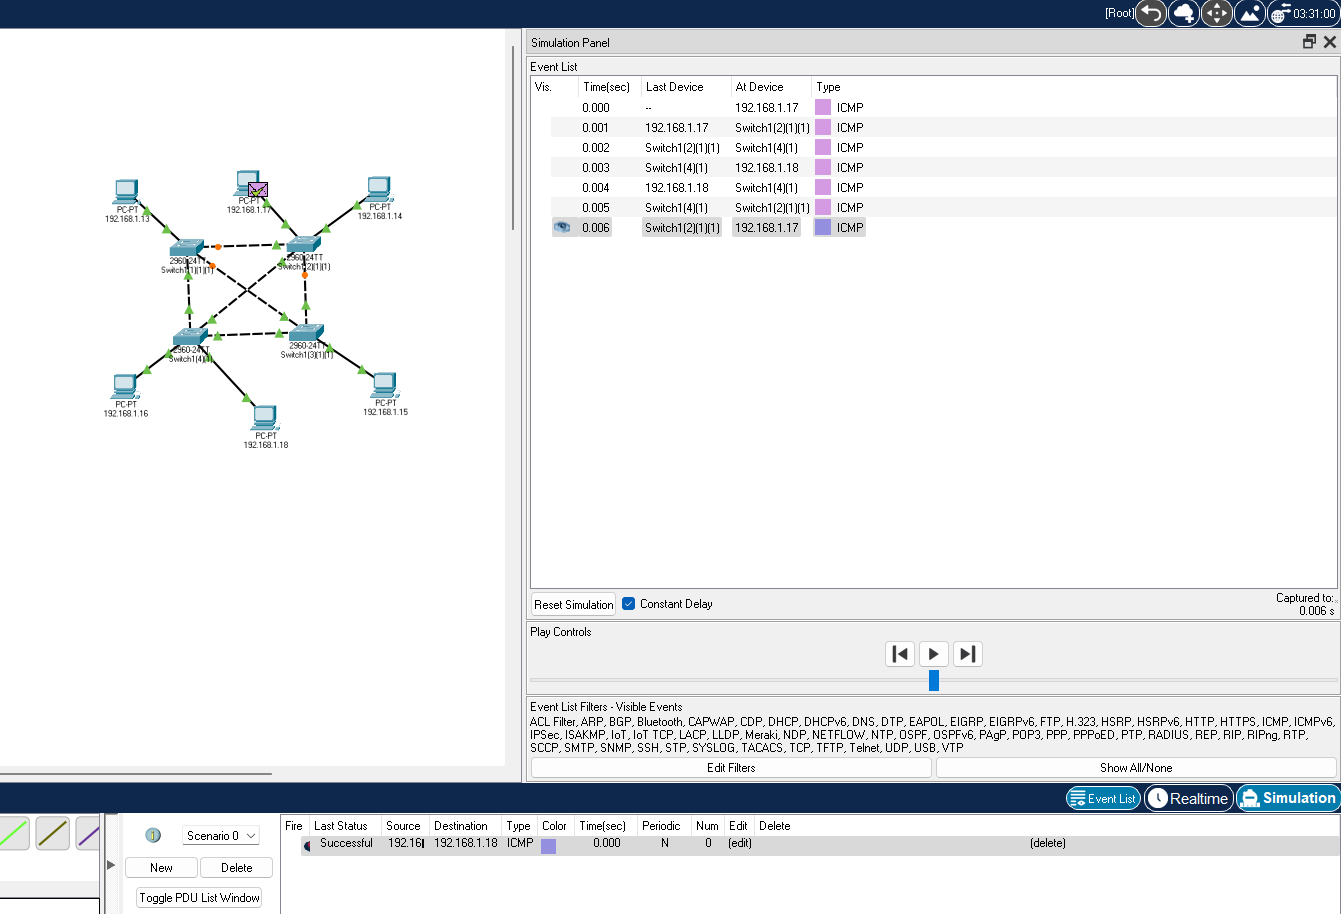 [Root] 03:31:00
Simulation Panel
Event List
Vis. Time(sec) Last Device At Device Type
0.000 -- 192.168.1.17 ICMP
0.001 192.168.1.17 Switch1(2)(1)(1) ICMP
0.002 Switch1(2)(1)(1) Switch1(4)(1) ICMP
0.003 Switch1(4)(1) 192.168.1.18 ICMP
0.004 192.168.1.18 Switch1(4)(1) ICMP
0.005 Switch1(4)(1) Switch1(2)(1)(1) ICMP
0.006 Switch1(2)(1)(1) 192.168.1.17 ICMP
PC-PT
192.168.1.13
PC-PT
192.168.1.17
PC-PT
192.168.1.14
2960-24TT
Switch1(1)(1)(1)
2960-24TT
Switch1(2)(1)(1)
2960-24TT
Switch1(4)(1)
2960-24TT
Switch1(3)(1)(1)
PC-PT
192.168.1.16
PC-PT
192.168.1.18
PC-PT
192.168.1.15
Reset Simulation Constant Delay
Captured to:
0.006 s
Play Controls
Event List Filters - Visible Events
ACL Filter, ARP, BGP, Bluetooth, CAPWAP, CDP, DHCP, DHCPv6, DNS, DTP, EAPOL, EIGRP, EIGRPv6, FTP, H.323, HSRP, HSRPv6, HTTP, HTTPS, ICMP, ICMPv6,
IPSec, ISAKMP, IoT, IoT TCP, LACP, LLDP, Meraki, NDP, NETFLOW, NTP, OSPF, OSPFv6, PAgP, POP3, PPP, PPPoED, PTP, RADIUS, REP, RIP, RIPng, RTP,
SCCP, SMTP, SNMP, SSH, STP, SYSLOG, TACACS, TCP, TFTP, Telnet, UDP, USB, VTP
Edit Filters Show All/None
Event List Realtime Simulation
Scenario 0
New Delete
Toggle PDU List Window
Fire Last Status Source Destination Type Color Time(sec) Periodic Num Edit Delete
Successful 192.16 192.168.1.18 ICMP 0.000 N 0 (edit) (delete)